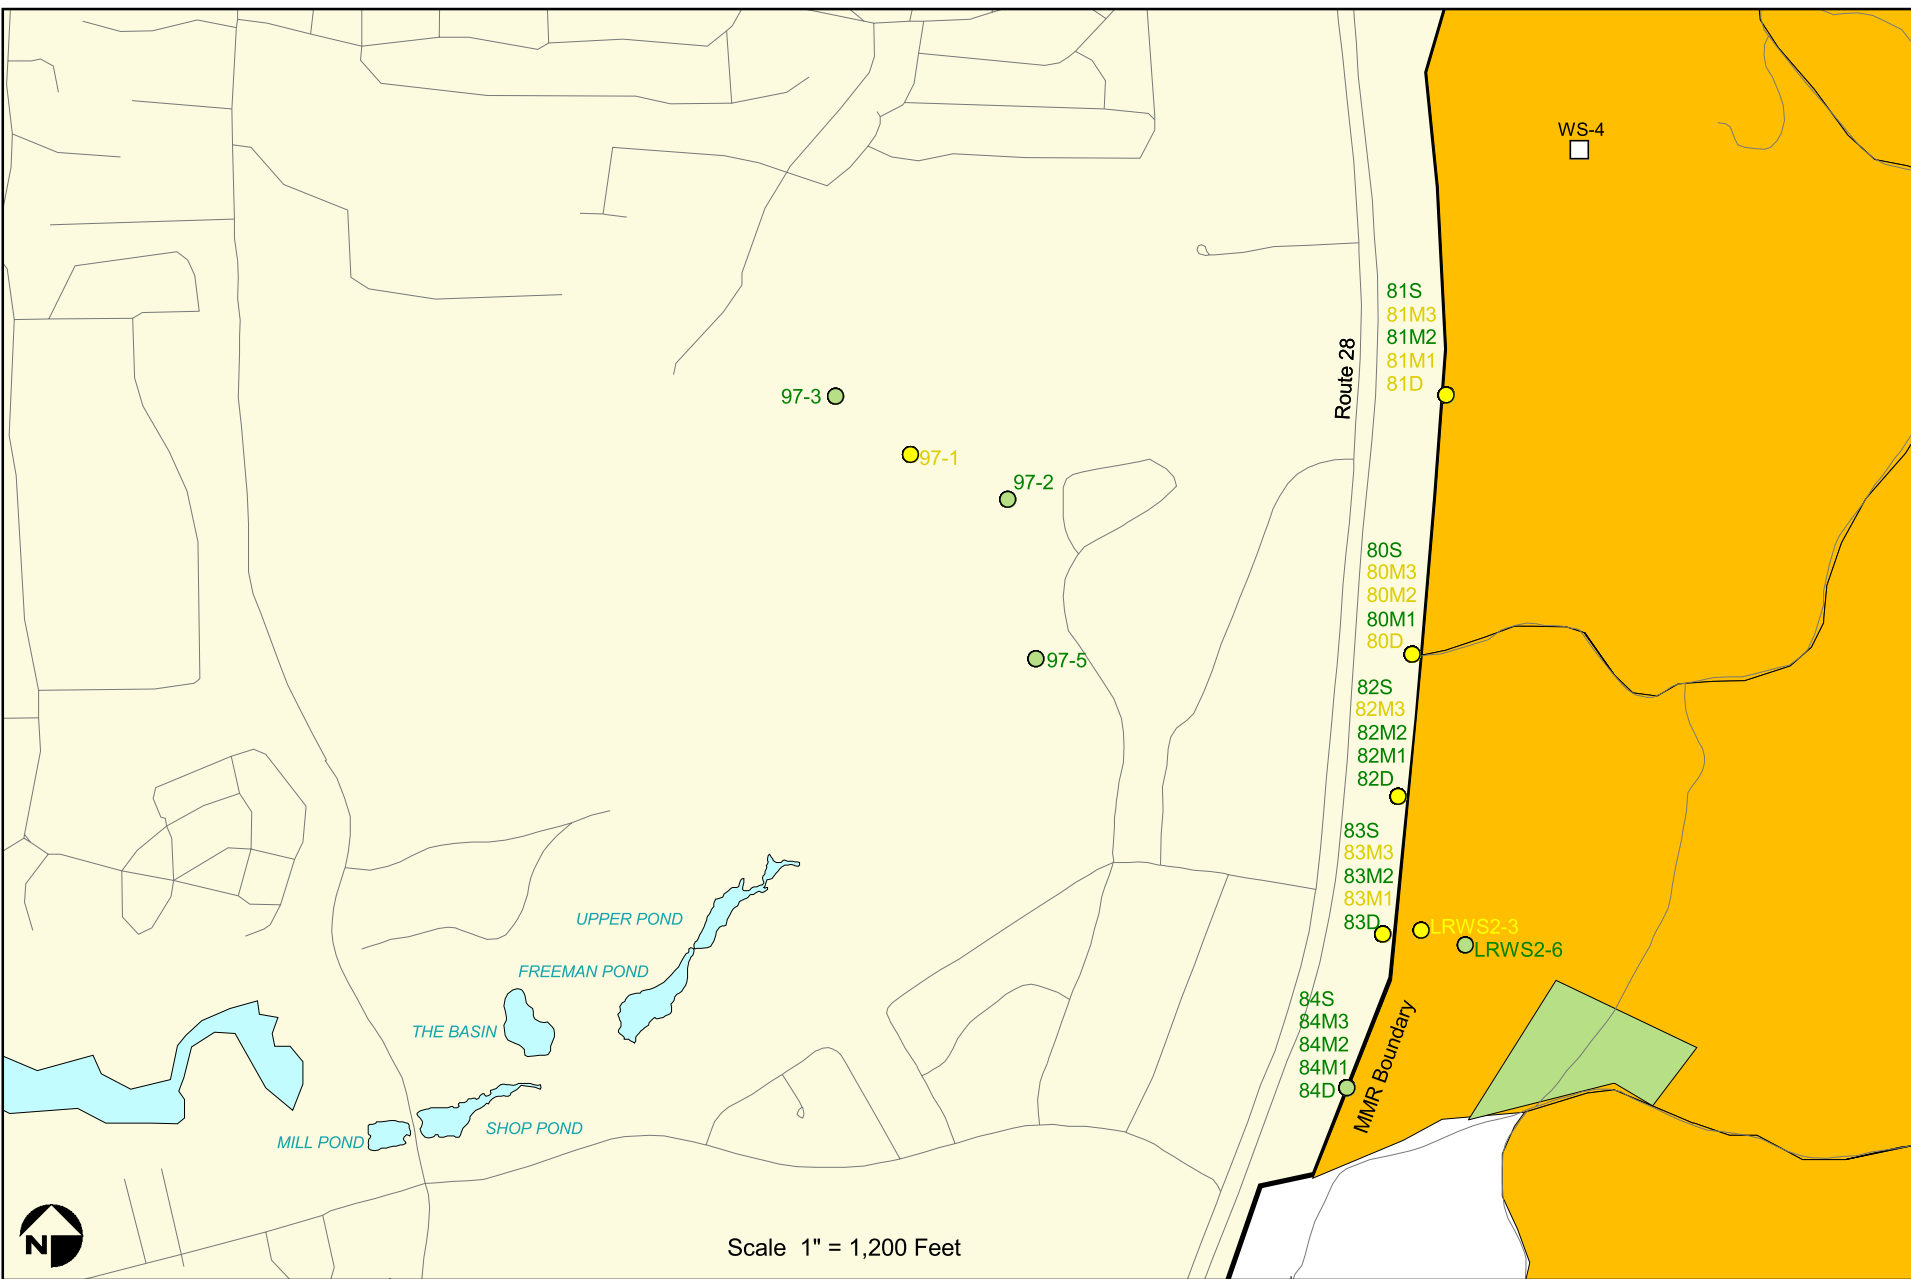 WS-4
81S
81M3
81M2
81M1
81D
Route 28
97-3
97-1
97-2
80S
80M3
80M2
80M1
80D
97-5
82S
82M3
82M2
82M1
82D
83S
83M3
83M2
83M1
83D
LRWS2-3
LRWS2-6
UPPER POND
FREEMAN POND
THE BASIN
84S
84M3
84M2
84M1
84D
MMR Boundary
MILL POND
SHOP POND
N
Scale 1" = 1,200 Feet